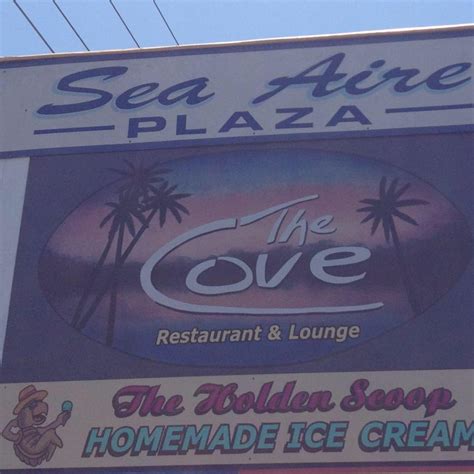 Sea Aire
PLAZA
The
Cove
Restaurant & Lounge
The Holden Scoop
HOMEMADE ICE CREAM